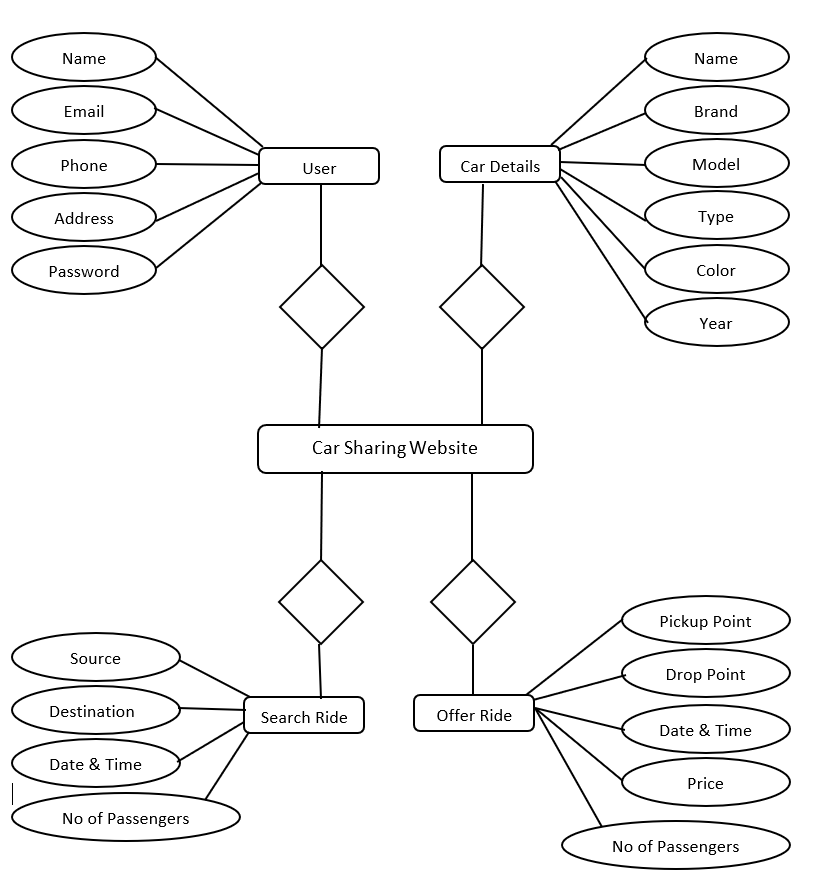 Name
Email
Phone
Address
Password
User
Car Details
Name
Brand
Model
Type
Color
Year
Car Sharing Website
Source
Destination
Date & Time
No of Passengers
Search Ride
Offer Ride
Pickup Point
Drop Point
Date & Time
Price
No of Passengers